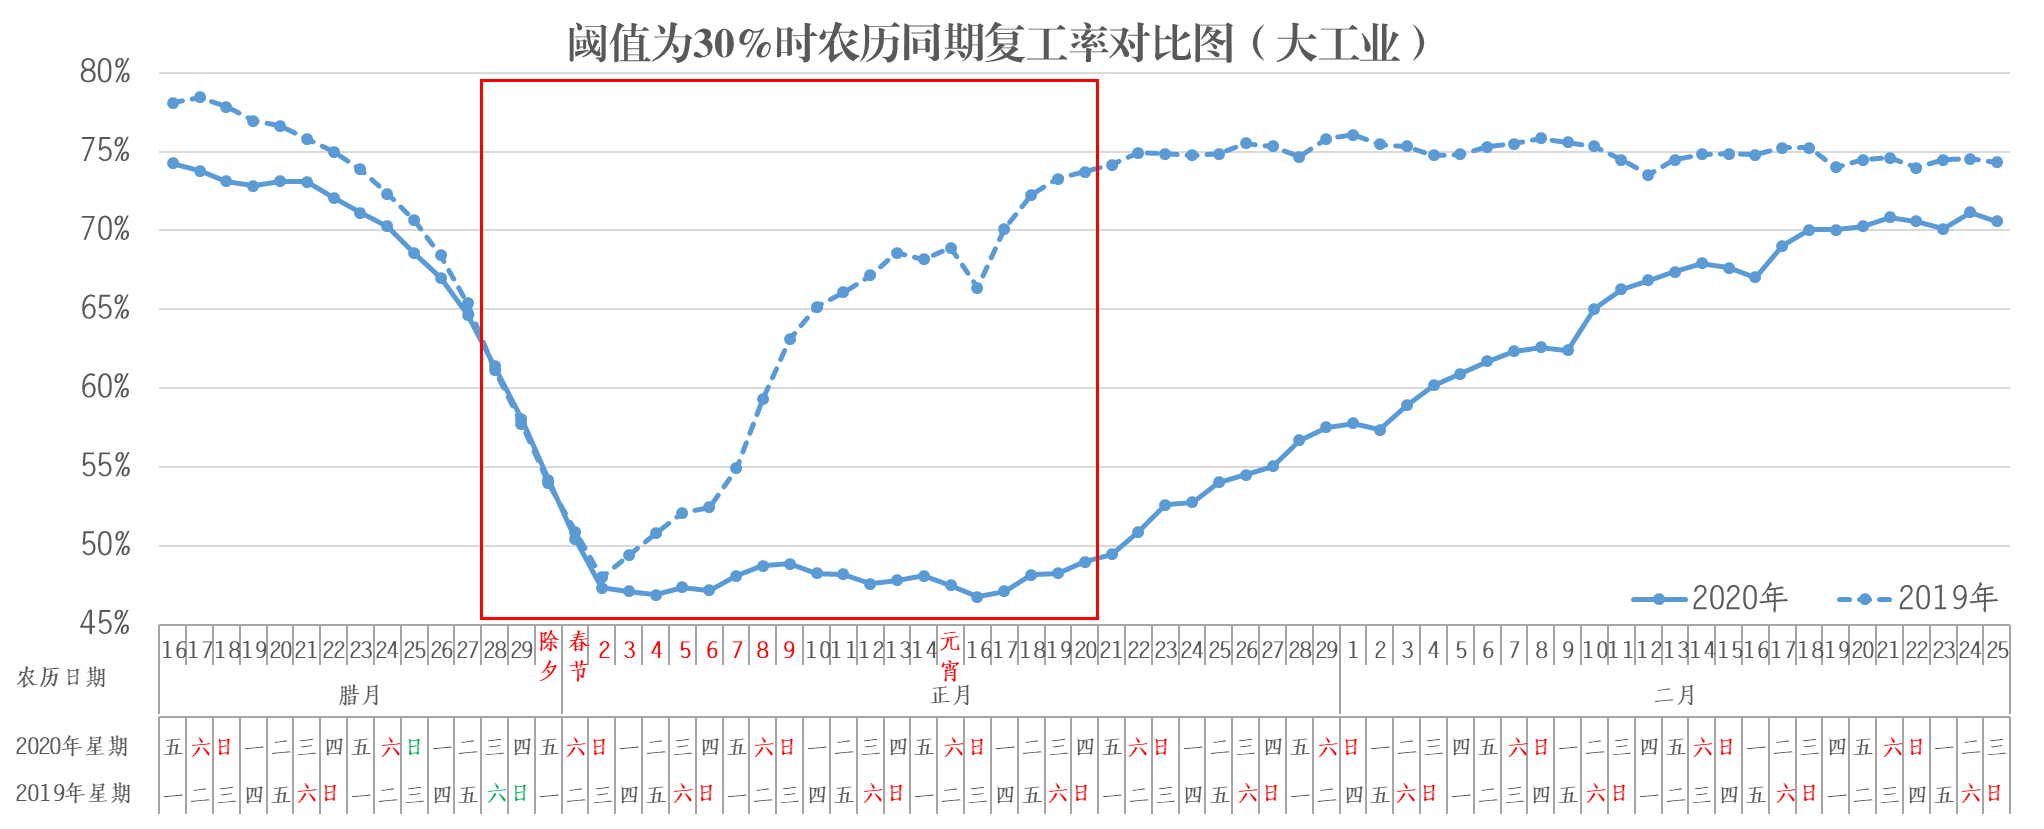 阈值为30%时农历同期复工率对比图（大工业）
80%
75%
70%
65%
60%
55%
50%
45%
2020年 2019年
农历日期 16 17 18 19 20 21 22 23 24 25 26 27 28 29 除夕 春节 2 3 4 5 6 7 8 9 10 11 12 13 14 元宵 16 17 18 19 20 21 22 23 24 25 26 27 28 29 1 2 3 4 5 6 7 8 9 10 11 12 13 14 15 16 17 18 19 20 21 22 23 24 25
腊月 正月 二月
2020年星期 五 六 日 一 二 三 四 五 六 日 一 二 三 四 五 六 日 一 二 三 四 五 六 日 一 二 三 四 五 六 日 一 二 三 四 五 六 日 一 二 三 四 五 六 日 一 二 三 四 五 六 日 一 二 三 四 五 六 日 一 二 三 四 五 六 日 一 二 三
2019年星期 一 二 三 四 五 六 日 一 二 三 四 五 六 日 一 二 三 四 五 六 日 一 二 三 四 五 六 日 一 二 三 四 五 六 日 一 二 三 四 五 六 日 一 二 四 五 六 日 一 二 三 四 五 六 日 一 二 三 四 五 六 日 一 二 三 四 五 六 日